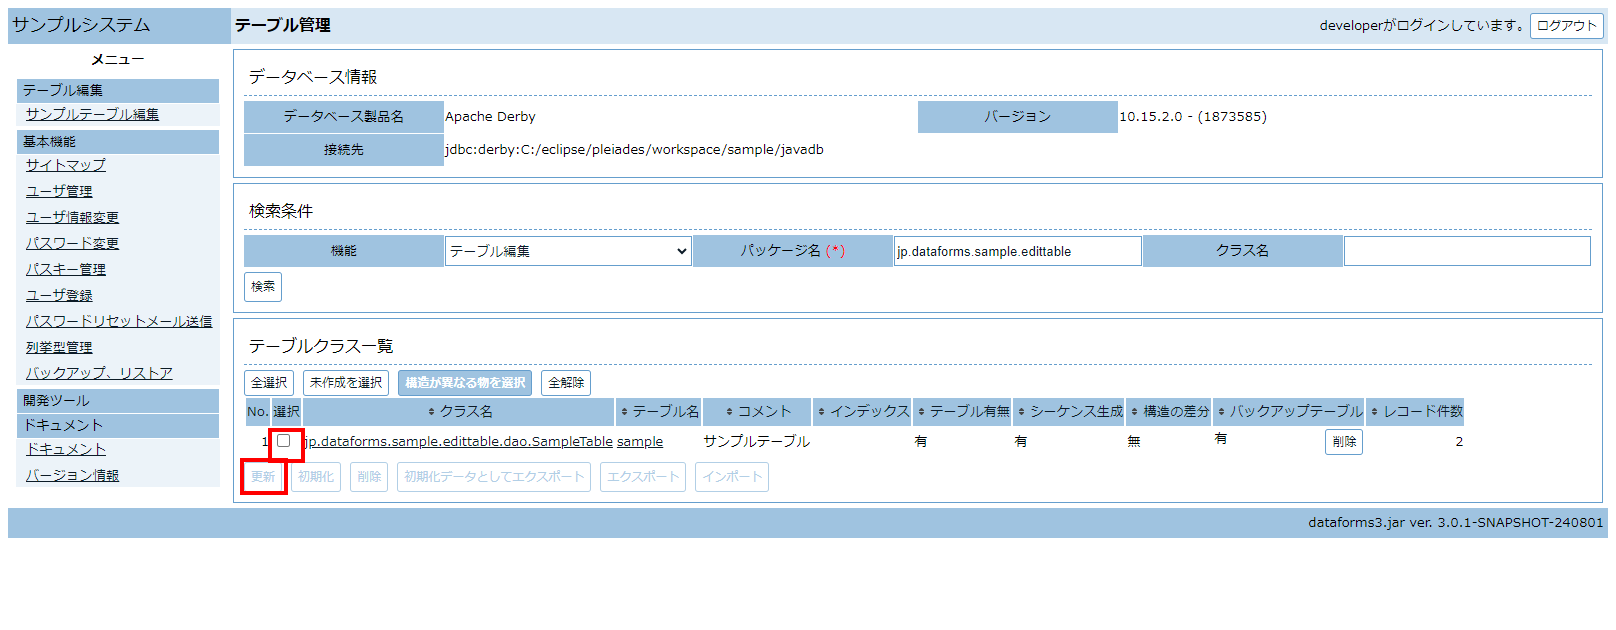 サンプルシステム テーブル管理 developerがログインしています。 ログアウト
メニュー
テーブル編集
サンプルテーブル編集
基本機能
サイトマップ
ユーザ管理
ユーザ情報変更
パスワード変更
パスキー管理
ユーザ登録
パスワードリセットメール送信
列挙型管理
バックアップ、リストア
開発ツール
ドキュメント
ドキュメント
バージョン情報
データベース情報
データベース製品名 Apache Derby バージョン 10.15.2.0 - (1873585)
接続先 jdbc:derby:C:/eclipse/pleiades/workspace/sample/javadb
検索条件
機能 テーブル編集 パッケージ名 (*) jp.dataforms.sample.edittable クラス名
検索
テーブルクラス一覧
全選択 未作成を選択 構造が異なる物を選択 全解除
No. 選択 クラス名 テーブル名 コメント インデックス テーブル有無 シーケンス生成 構造の差分 バックアップテーブル レコード件数
1 jp.dataforms.sample.edittable.dao.SampleTable sample サンプルテーブル 有 有 無 有 削除 2
更新 初期化 削除 初期化データとしてエクスポート エクスポート インポート
dataforms3.jar ver. 3.0.1-SNAPSHOT-240801